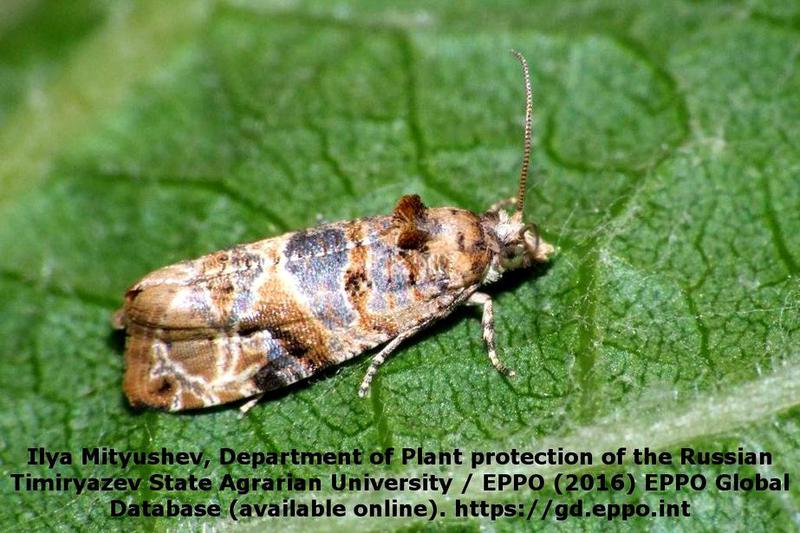 Ilya Mityushev, Department of Plant protection of the Russian
Timiryazev State Agrarian University / EPPO (2016) EPPO Global
Database (available online). https://gd.eppo.int